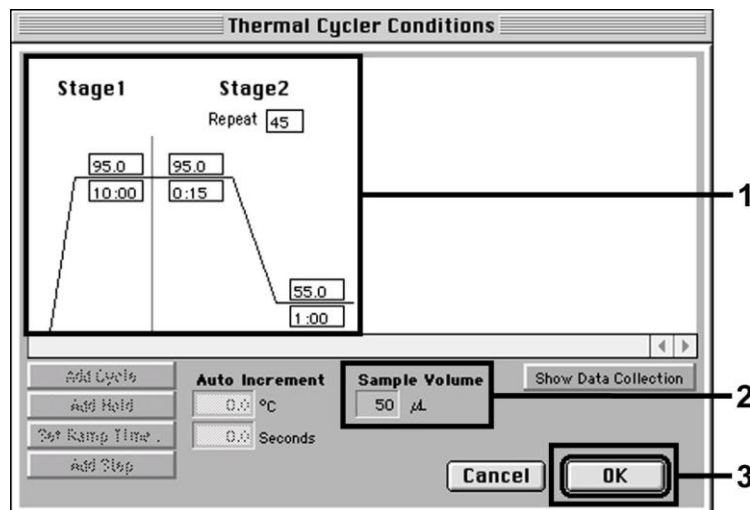 Thermal Cycler Conditions
Stage1 Stage2
Repeat 45
95.0 95.0
10:00 0:15
55.0
1:00
1
Add Cycle
Add Hold
Set Ramp Time .
Add Step
Auto Increment
0.0 °C
0.0 Seconds
Sample Volume
50 µL
Show Data Collection
2
Cancel OK
3